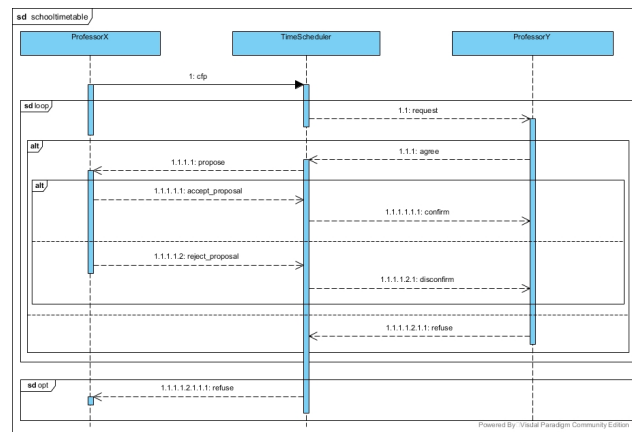 sd schooltimetable
ProfessorX
TimeScheduler
ProfessorY
1: cfp
sd loop
1.1: request
alt
1.1.1: agree
1.1.1.1: propose
alt
1.1.1.1.1: accept_proposal
1.1.1.1.1.1: confirm
1.1.1.1.2: reject_proposal
1.1.1.1.2.1: disconfirm
1.1.1.1.2.1.1: refuse
sd opt
1.1.1.1.2.1.1.1: refuse
Powered By Visual Paradigm Community Edition